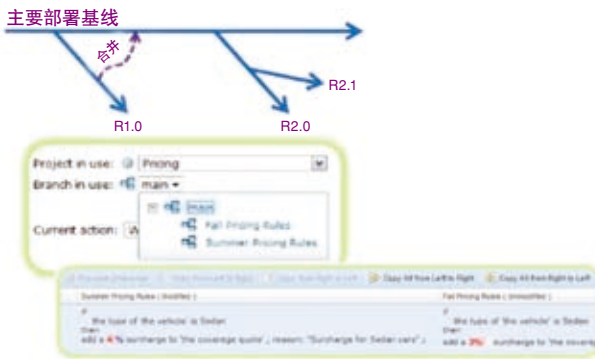 主要部署基线
合并
R2.1
R1.0
R2.0
Project in use: Pricing
Branch in use: main
main
Current action: W
Fall Pricing Rules
Summer Pricing Rules
Copy All from Left to Right Copy All from Right to Left
Summer Pricing Rules ( Modified ) Fall Pricing Rules ( Unmodified )
if if
the type of 'the vehicle' is Sedan the type of 'the vehicle' is Sedan
then then
add a 4 % surcharge to 'the coverage quote' , reason: "Surcharge for Sedan cars" ; add a 3% surcharge to 'the coverage